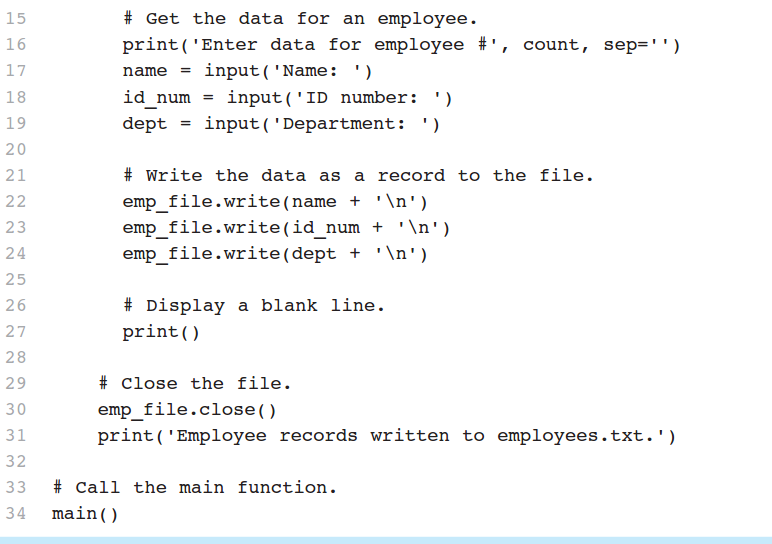 15 # Get the data for an employee.
16 print('Enter data for employee #', count, sep='')
17 name = input('Name: ')
18 id_num = input('ID number: ')
19 dept = input('Department: ')
20
21 # Write the data as a record to the file.
22 emp_file.write(name + '\n')
23 emp_file.write(id_num + '\n')
24 emp_file.write(dept + '\n')
25
26 # Display a blank line.
27 print()
28
29 # Close the file.
30 emp_file.close()
31 print('Employee records written to employees.txt.')
32
33 # Call the main function.
34 main()